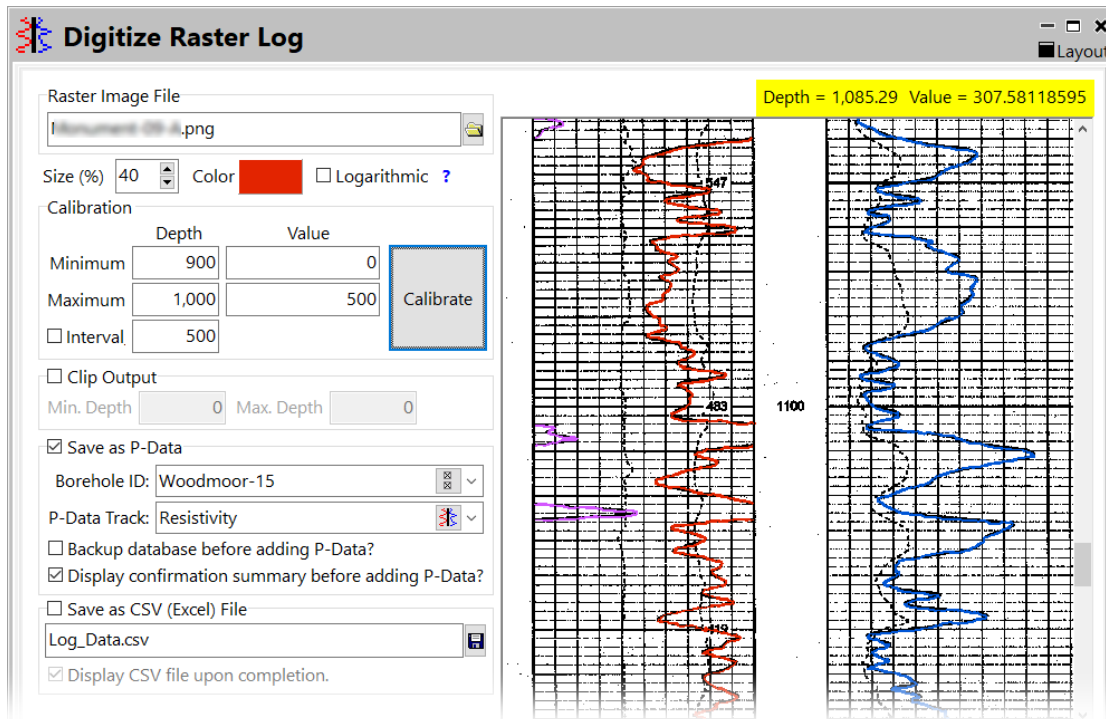 Digitize Raster Log
Layout
Raster Image File
Depth = 1,085.29 Value = 307.58118595
.png
Size (%) 40 Color Logarithmic ?
Calibration
Depth Value
Minimum 900 0
Maximum 1,000 500
Calibrate
Interval 500
Clip Output
Min. Depth 0 Max. Depth 0
Save as P-Data
Borehole ID: Woodmoor-15
P-Data Track: Resistivity
Backup database before adding P-Data?
Display confirmation summary before adding P-Data?
Save as CSV (Excel) File
Log_Data.csv
Display CSV file upon completion.
547
483 1100
419